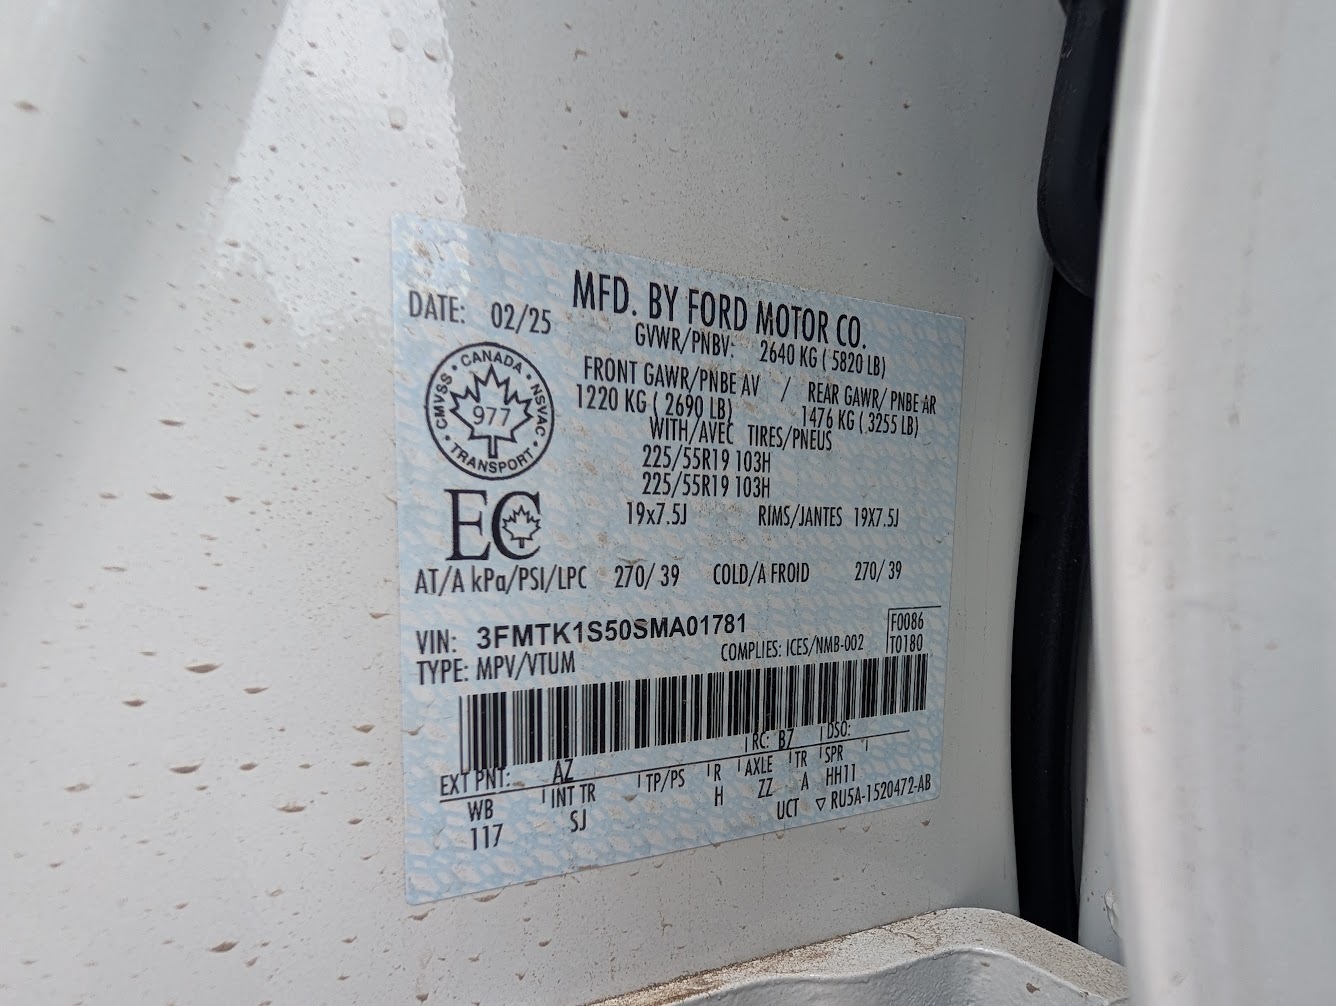 MFD. BY FORD MOTOR CO.
DATE: 02/25
GVWR/PNBV: 2640 KG ( 5820 LB)
FRONT GAWR/PNBE AV / REAR GAWR/ PNBE AR
1220 KG ( 2690 LB) 1476 KG ( 3255 LB)
WITH/AVEC TIRES/PNEUS
225/55R19 103H
225/55R19 103H
19x7.5J RIMS/JANTES 19X7.5J
CANADA · NSVAC · TRANSPORT · CMVSS
977
EC
AT/A kPa/PSI/LPC 270/ 39 COLD/A FROID 270/ 39
VIN: 3FMTK1S50SMA01781
TYPE: MPV/VTUM
COMPLIES: ICES/NMB-002
F0086
T0180
EXT PNT: AZ RC: B7 DSO:
WB INT TR TP/PS R AXLE TR SPR
117 SJ H ZZ A HH11
UCT ▽ RU5A-1520472-AB